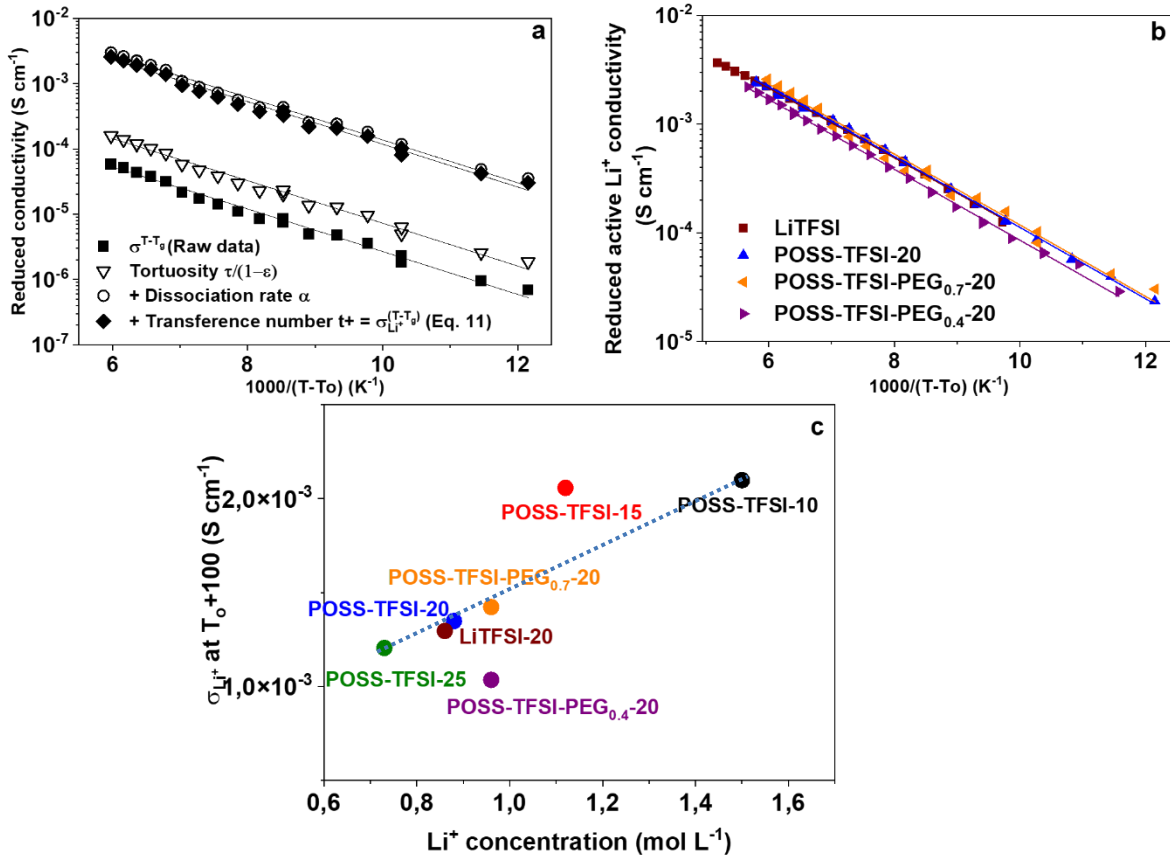 a
Reduced conductivity (S cm⁻¹)
10⁻²
10⁻³
10⁻⁴
10⁻⁵
10⁻⁶
10⁻⁷
σ^T-Tg (Raw data)
Tortuosity τ/(1−ε)
+ Dissociation rate α
+ Transference number t+ = σ_Li⁺^(T-Tg) (Eq. 11)
6 7 8 9 10 11 12
1000/(T-To) (K⁻¹)
b
Reduced active Li⁺ conductivity
(S cm⁻¹)
10⁻²
10⁻³
10⁻⁴
10⁻⁵
LiTFSI
POSS-TFSI-20
POSS-TFSI-PEG₀.₇-20
POSS-TFSI-PEG₀.₄-20
6 8 10 12
1000/(T-To) (K⁻¹)
c
σ_Li⁺ at T₀+100 (S cm⁻¹)
2,0×10⁻³
1,0×10⁻³
POSS-TFSI-15
POSS-TFSI-10
POSS-TFSI-PEG₀.₇-20
POSS-TFSI-20
LiTFSI-20
POSS-TFSI-25
POSS-TFSI-PEG₀.₄-20
0,6 0,8 1,0 1,2 1,4 1,6
Li⁺ concentration (mol L⁻¹)